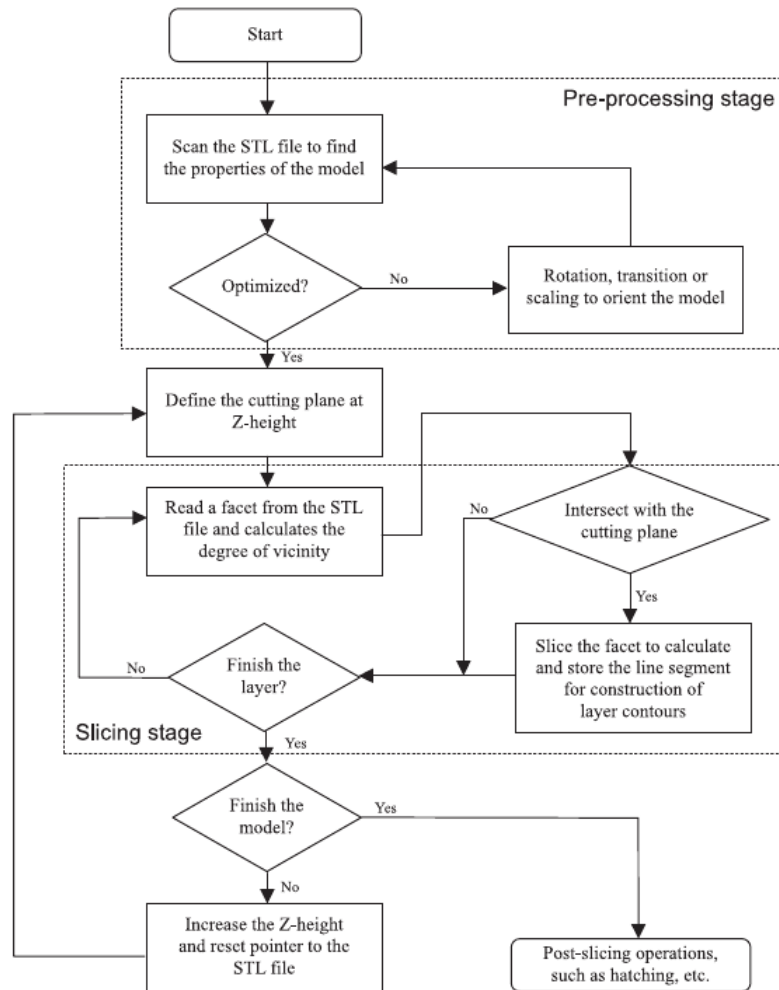 Start
Pre-processing stage
Scan the STL file to find
the properties of the model
Optimized?
No
Rotation, transition or
scaling to orient the model
Yes
Define the cutting plane at
Z-height
Read a facet from the STL
file and calculates the
degree of vicinity
No
Intersect with the
cutting plane
Yes
Slice the facet to calculate
and store the line segment
for construction of
layer contours
No
Finish the
layer?
Slicing stage
Yes
Finish the
model?
Yes
No
Increase the Z-height
and reset pointer to the
STL file
Post-slicing operations,
such as hatching, etc.